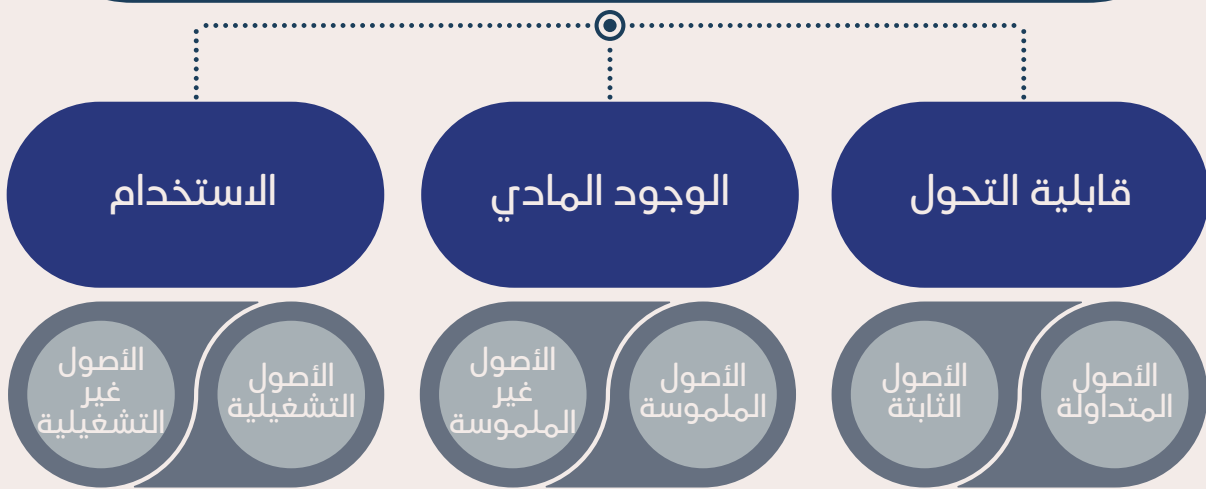 قابلية التحول
الوجود المادي
الاستخدام
الأصول
المتداولة
الأصول
الثابتة
الأصول
الملموسة
الأصول
غير
الملموسة
الأصول
التشغيلية
الأصول
غير
التشغيلية